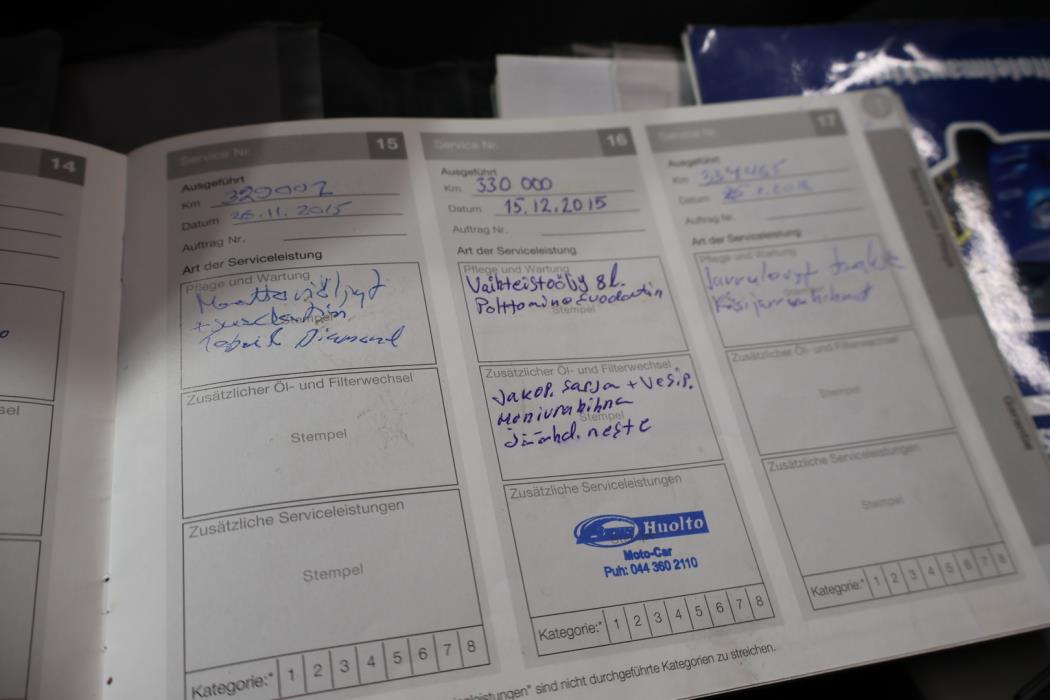 14
Service Nr. 15
Ausgeführt
Km 329002
Datum 26.11.2015
Auftrag Nr.
Art der Serviceleistung
Pflege und Wartung
Moottoriöljyt
+ suodatin
Diamand
Stempel
Zusätzlicher Öl- und Filterwechsel
Stempel
Zusätzliche Serviceleistungen
Stempel
Kategorie:* 1 2 3 4 5 6 7 8
Service Nr. 16
Ausgeführt
Km 330 000
Datum 15.12.2015
Auftrag Nr.
Art der Serviceleistung
Pflege und Wartung
Vaihteistoöljy 8l.
Polttoainesuodatin
Stempel
Zusätzlicher Öl- und Filterwechsel
Jakop. sarja + Vesip.
Moniurahihna
Stempel
Jäähd. neste
Zusätzliche Serviceleistungen
Huolto
Moto-Car
Puh: 044 360 2110
Kategorie:* 1 2 3 4 5 6 7 8
Service Nr. 17
Ausgeführt
Km
Datum
Auftrag Nr.
Art der Serviceleistung
Pflege und Wartung
Jarrulevyt taakse
Käsijarruhihnat
Zusätzlicher Öl- und Filterwechsel
Stempel
Zusätzliche Serviceleistungen
Stempel
Kategorie:* 1 2 3 4 5 6 7 8
sind nicht durchgeführte Kategorien zu streichen.